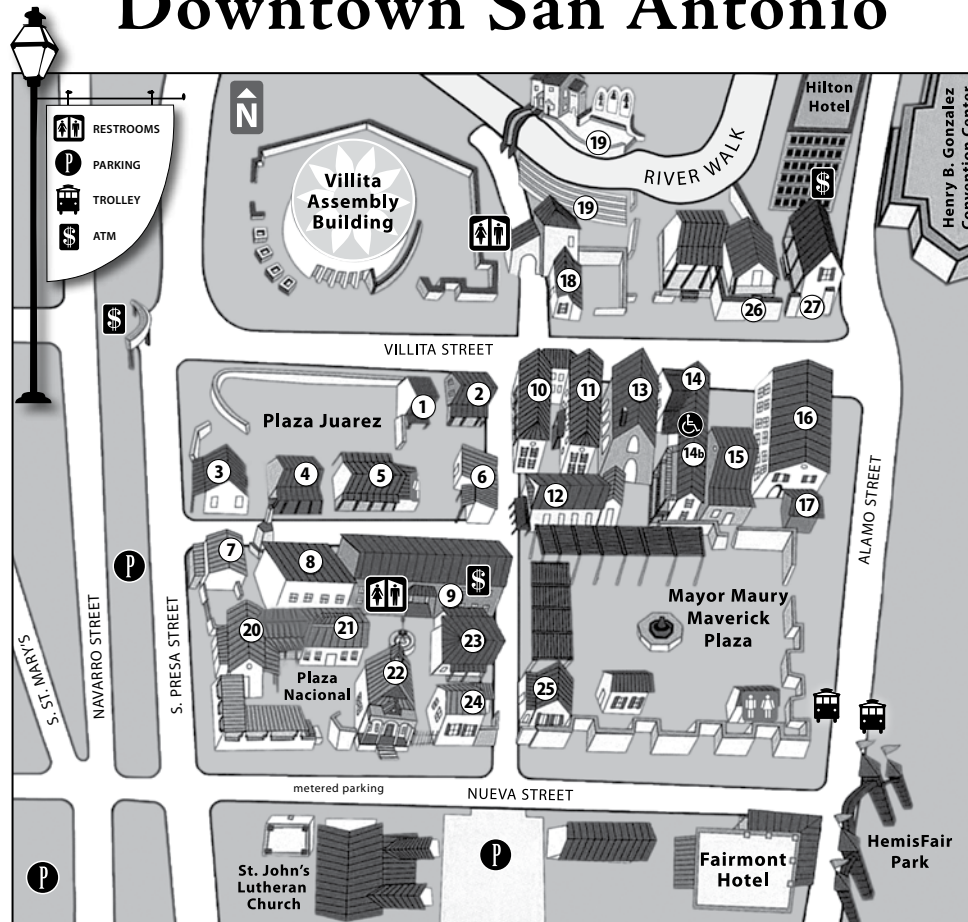 Downtown San Antonio
N
RESTROOMS
P
PARKING
TROLLEY
$
ATM
Villita
Assembly
Building
Hilton
Hotel
$
Henry B. Gonzalez
Convention Center
RIVER WALK
19
19
18
26
27
$
VILLITA STREET
1
2
Plaza Juarez
3
4
5
6
10
11
13
14
14b
15
16
12
17
ALAMO STREET
P
7
8
9
$
20
21
22
23
24
Plaza
Nacional
Mayor Maury
Maverick
Plaza
25
S. ST. MARY'S
NAVARRO STREET
S. PRESA STREET
metered parking
NUEVA STREET
P
P
St. John's
Lutheran
Church
Fairmont
Hotel
HemisFair
Park